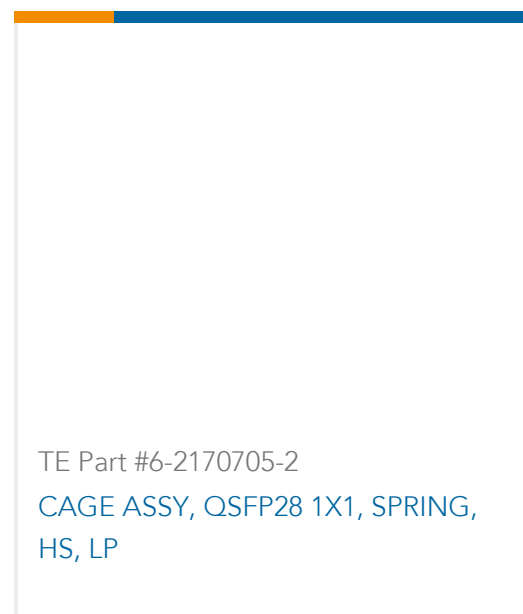 TE Part #6-2170705-2
CAGE ASSY, QSFP28 1X1, SPRING,
HS, LP